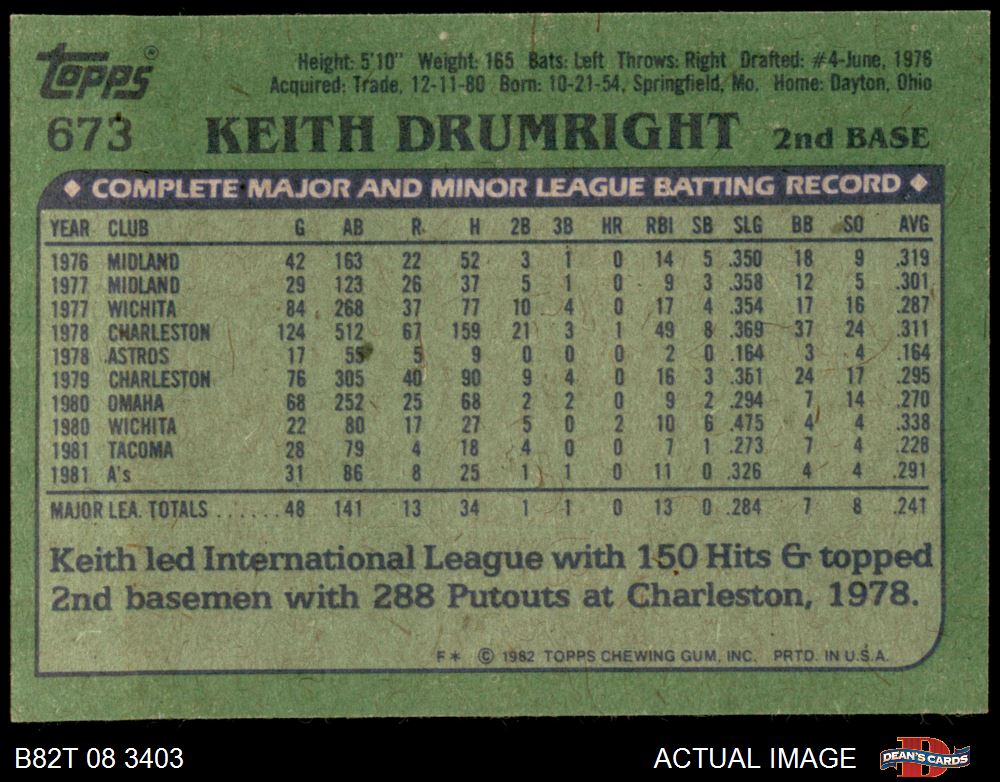 topps®
Height: 5'10" Weight: 165 Bats: Left Throws: Right Drafted: #4-June, 1976
Acquired: Trade, 12-11-80 Born: 10-21-54, Springfield, Mo. Home: Dayton, Ohio
673 KEITH DRUMRIGHT 2nd BASE
◆ COMPLETE MAJOR AND MINOR LEAGUE BATTING RECORD ◆
YEAR CLUB G AB R H 2B 3B HR RBI SB SLG BB SO AVG
1976 MIDLAND 42 163 22 52 3 1 0 14 5 .350 18 9 .319
1977 MIDLAND 29 123 26 37 5 1 0 9 3 .358 12 5 .301
1977 WICHITA 84 268 37 77 10 4 0 17 4 .354 17 16 .287
1978 CHARLESTON 124 512 67 159 21 3 1 49 8 .369 37 24 .311
1978 ASTROS 17 55 5 9 0 0 0 2 0 .164 3 4 .164
1979 CHARLESTON 76 305 40 90 9 4 0 16 3 .351 24 17 .295
1980 OMAHA 68 252 25 68 2 2 0 9 2 .294 7 14 .270
1980 WICHITA 22 80 17 27 5 0 2 10 6 .475 4 4 .338
1981 TACOMA 28 79 4 18 4 0 0 7 1 .273 7 4 .228
1981 A's 31 86 8 25 1 1 0 11 0 .326 4 4 .291
MAJOR LEA. TOTALS ......48 141 13 34 1 1 0 13 0 .284 7 8 .241
Keith led International League with 150 Hits & topped
2nd basemen with 288 Putouts at Charleston, 1978.
F* © 1982 TOPPS CHEWING GUM, INC. PRTD. IN U.S.A.
B82T 08 3403 ACTUAL IMAGE DEAN'S CARDS